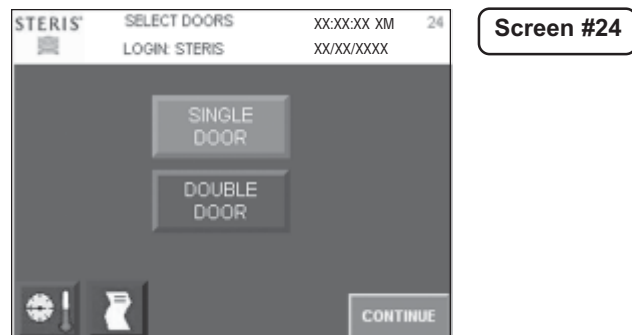 STERIS® SELECT DOORS XX:XX:XX XM 24
LOGIN: STERIS XX/XX/XXXX
SINGLE
DOOR
DOUBLE
DOOR
CONTINUE
Screen #24